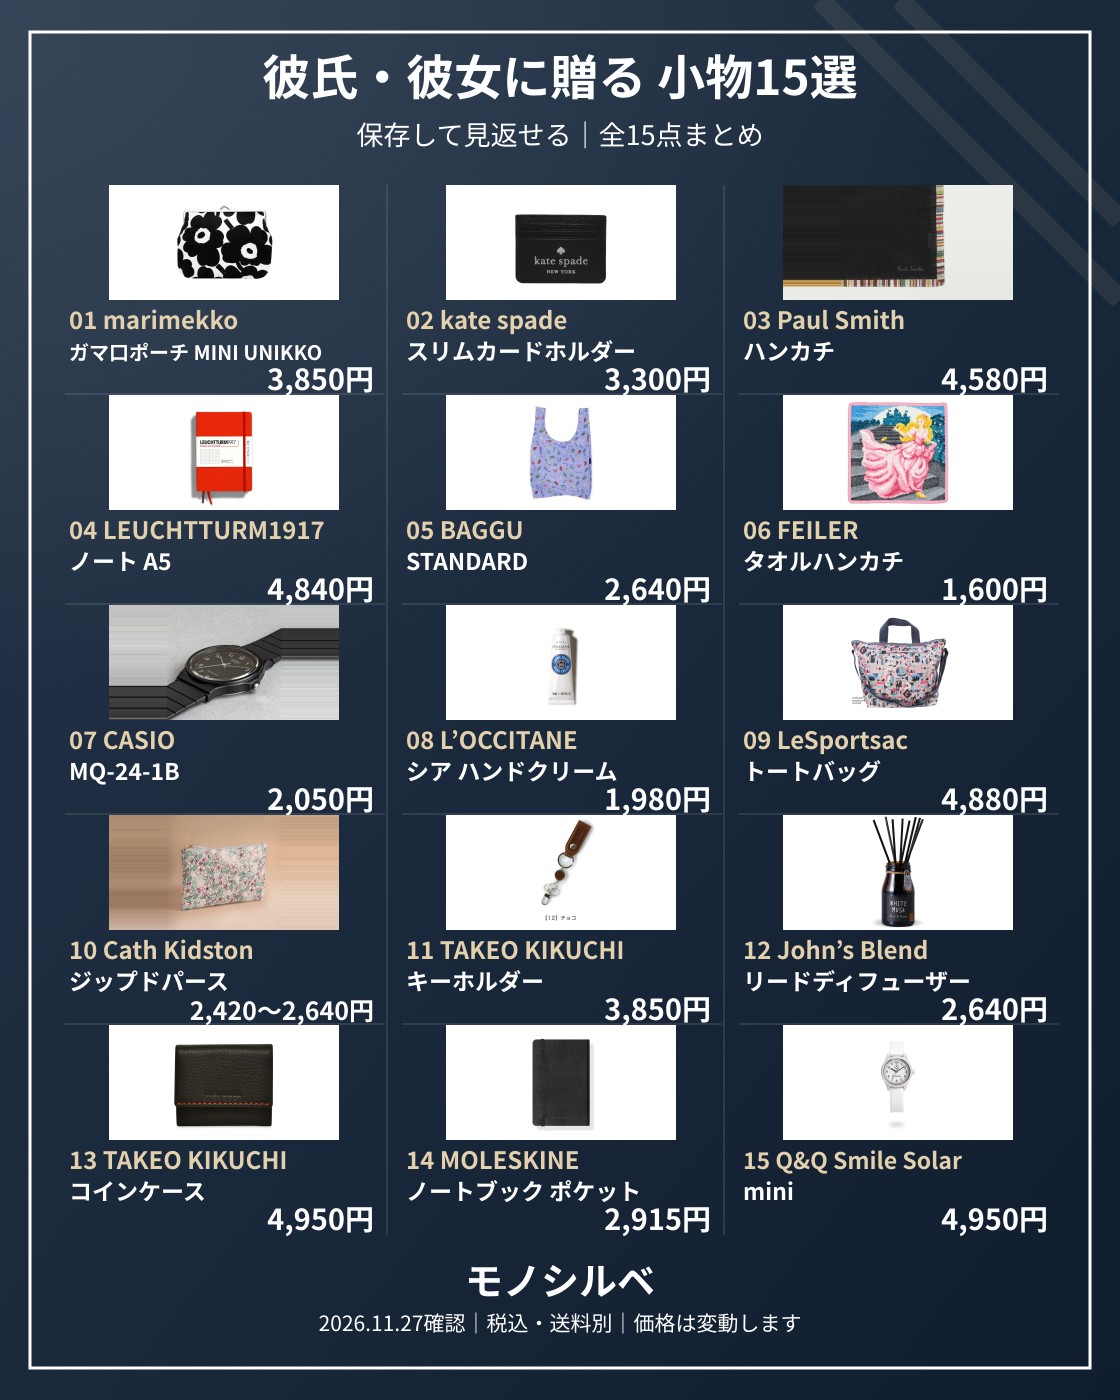 彼氏・彼女に贈る 小物15選
保存して見返せる｜全15点まとめ
01 marimekko
ガマ口ポーチ MINI UNIKKO
3,850円
kate spade
NEW YORK
02 kate spade
スリムカードホルダー
3,300円
Paul Smith
03 Paul Smith
ハンカチ
4,580円
LEUCHTTURM1917
04 LEUCHTTURM1917
ノート A5
4,840円
05 BAGGU
STANDARD
2,640円
06 FEILER
タオルハンカチ
1,600円
07 CASIO
MQ-24-1B
2,050円
08 L’OCCITANE
シア ハンドクリーム
1,980円
09 LeSportsac
トートバッグ
4,880円
10 Cath Kidston
ジップドパース
2,420〜2,640円
【12】チョコ
11 TAKEO KIKUCHI
キーホルダー
3,850円
WHITE
MUSK
12 John’s Blend
リードディフューザー
2,640円
13 TAKEO KIKUCHI
コインケース
4,950円
14 MOLESKINE
ノートブック ポケット
2,915円
15 Q&Q Smile Solar
mini
4,950円
モノシルベ
2026.11.27確認｜税込・送料別｜価格は変動します